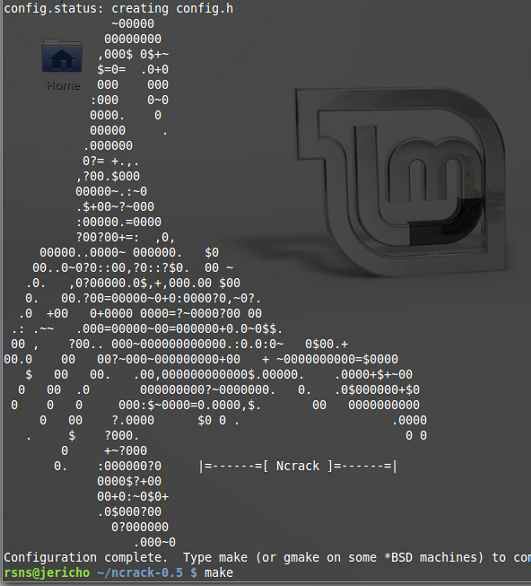 config.status: creating config.h
              ~00000
             00000000
            ,000$ 0$+~
            $=0=  .0+0
Home
            000    000
           :000    0~0
           0000.    0
           00000     .
          .000000
          0?= +.,.
         ,?00.$000
         00000~.:~0
         .$+00~?~000
         :00000.=0000
         ?00?00+=:  ,0,
lm
    00000..0000~ 000000.   $0
   00..0~0?0::00,?0::?$0.  00 ~
  .0.   ,0?00000.0$,+,000.00 $00
  0.   00.?00=00000~0+0:0000?0,~0?.
 .0  +00   0+0000 0000=?~0000?00 00
.: .~~   .000=00000~00=000000+0.0~0$$.
00 ,    ?00.. 000~000000000000.:0.0:0~   0$00.+
00.0    00   00?~000~000000000+00   + ~0000000000=$0000
   $   00   00.   .00,000000000000$.00000.    .0000+$+~00
  0   00  .0       0000000000?~0000000.   0.   .0$000000+$0
 0    0   0     000:$~0000=0.0000,$.       00   0000000000
    0   00    ?.0000      $0 0 .                    .0000
   .     $    ?000.                                   0 0
        0     +~?000
       0.    :000000?0     |=------=[ Ncrack ]=------=|
             0000$?+00
             00+0:~0$0+
             .0$000?00
               0?000000
                 .000~0
Configuration complete.  Type make (or gmake on some *BSD machines) to com
rsns@jericho ~/ncrack-0.5 $ make